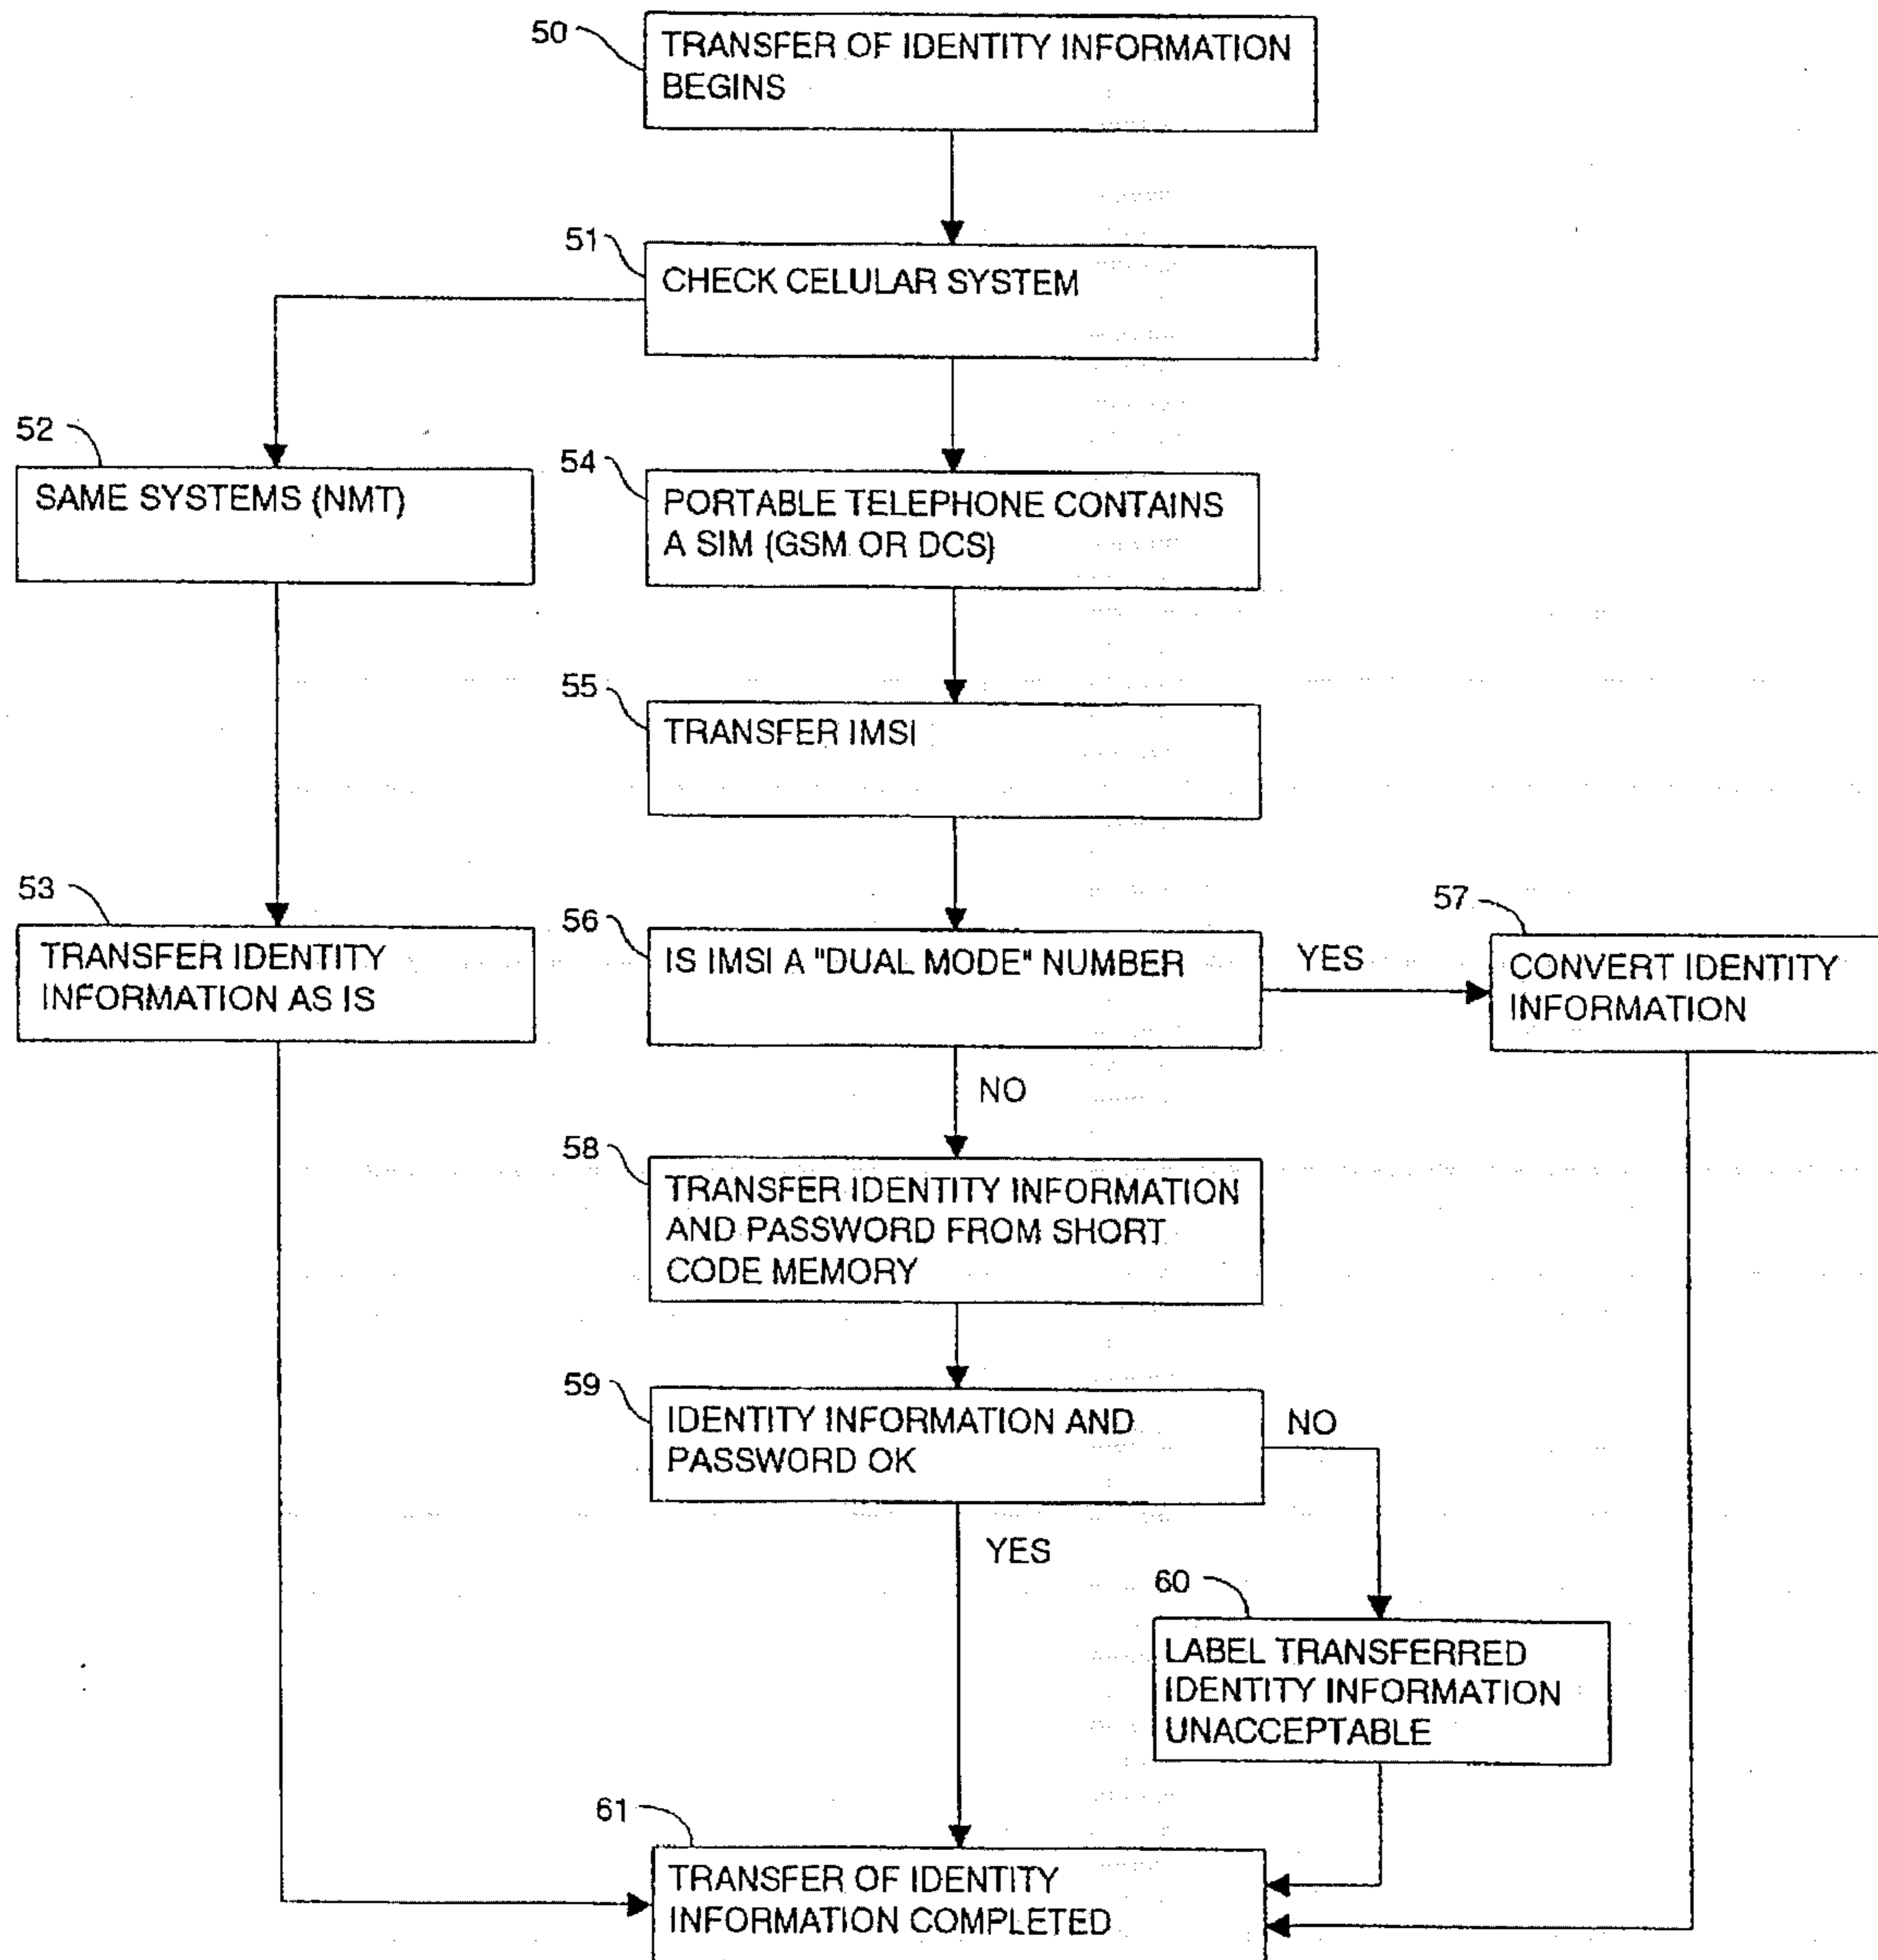 50
TRANSFER OF IDENTITY INFORMATION
BEGINS
51
CHECK CELULAR SYSTEM
52
SAME SYSTEMS (NMT)
54
PORTABLE TELEPHONE CONTAINS
A SIM (GSM OR DCS)
55
TRANSFER IMSI
53
TRANSFER IDENTITY
INFORMATION AS IS
56
IS IMSI A "DUAL MODE" NUMBER
YES
57
CONVERT IDENTITY
INFORMATION
NO
58
TRANSFER IDENTITY INFORMATION
AND PASSWORD FROM SHORT
CODE MEMORY
59
IDENTITY INFORMATION AND
PASSWORD OK
NO
YES
60
LABEL TRANSFERRED
IDENTITY INFORMATION
UNACCEPTABLE
61
TRANSFER OF IDENTITY
INFORMATION COMPLETED